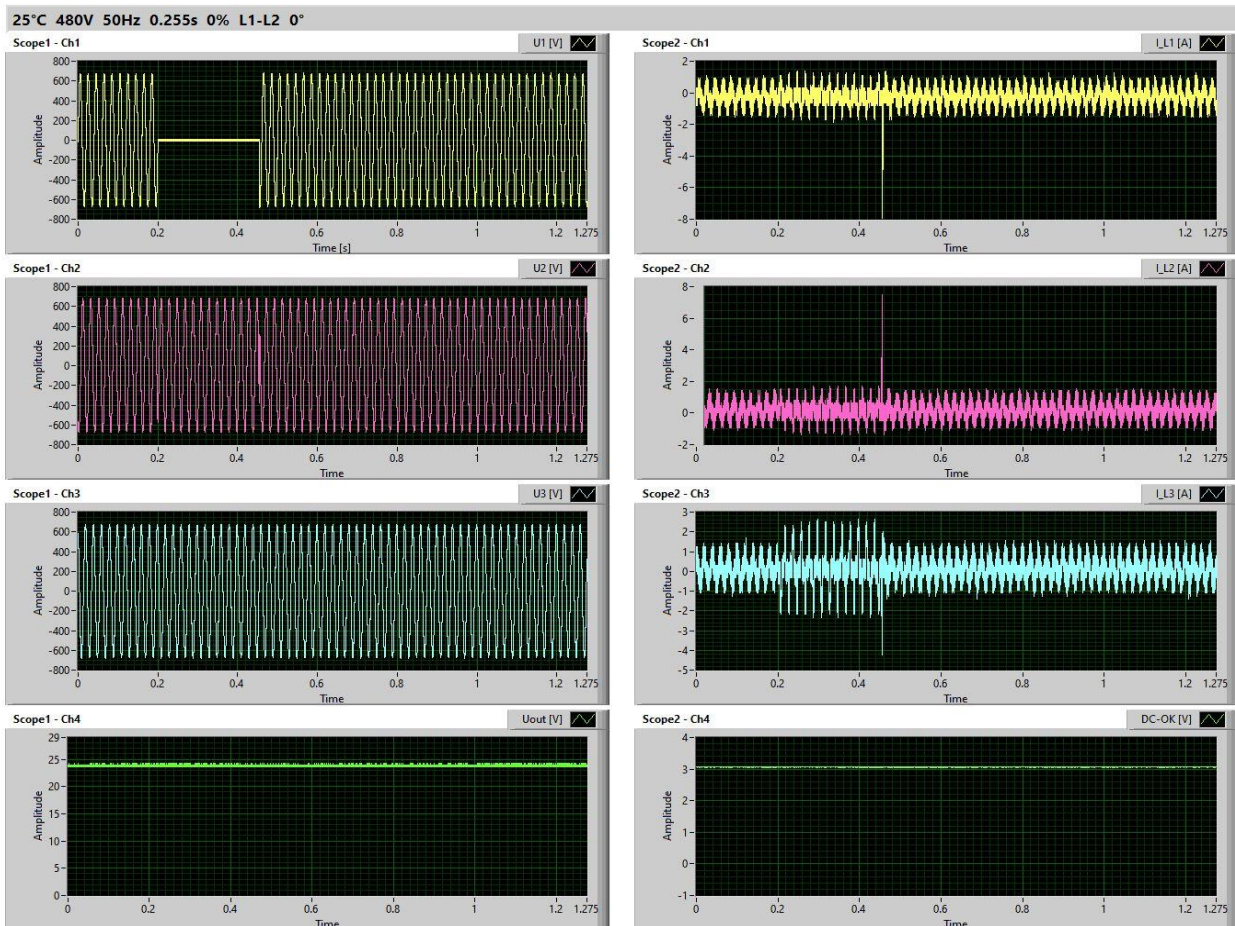 25°C 480V 50Hz 0.255s 0% L1-L2 0°
Scope1 - Ch1
U1 [V]
800
600
400
200
0
-200
-400
-600
-800
Amplitude
0 0.2 0.4 0.6 0.8 1 1.2 1.275
Time [s]
Scope2 - Ch1
I_L1 [A]
2
0
-2
-4
-6
-8
Amplitude
0 0.2 0.4 0.6 0.8 1 1.2 1.275
Time
Scope1 - Ch2
U2 [V]
800
600
400
200
0
-200
-400
-600
-800
Amplitude
0 0.2 0.4 0.6 0.8 1 1.2 1.275
Time
Scope2 - Ch2
I_L2 [A]
8
6
4
2
0
-2
Amplitude
0 0.2 0.4 0.6 0.8 1 1.2 1.275
Time
Scope1 - Ch3
U3 [V]
800
600
400
200
0
-200
-400
-600
-800
Amplitude
0 0.2 0.4 0.6 0.8 1 1.2 1.275
Time
Scope2 - Ch3
I_L3 [A]
3
2
1
0
-1
-2
-3
-4
-5
Amplitude
0 0.2 0.4 0.6 0.8 1 1.2 1.275
Time
Scope1 - Ch4
Uout [V]
29
25
20
15
10
5
0
Amplitude
0 0.2 0.4 0.6 0.8 1 1.2 1.275
Time
Scope2 - Ch4
DC-OK [V]
4
3
2
1
0
-1
Amplitude
0 0.2 0.4 0.6 0.8 1 1.2 1.275
Time